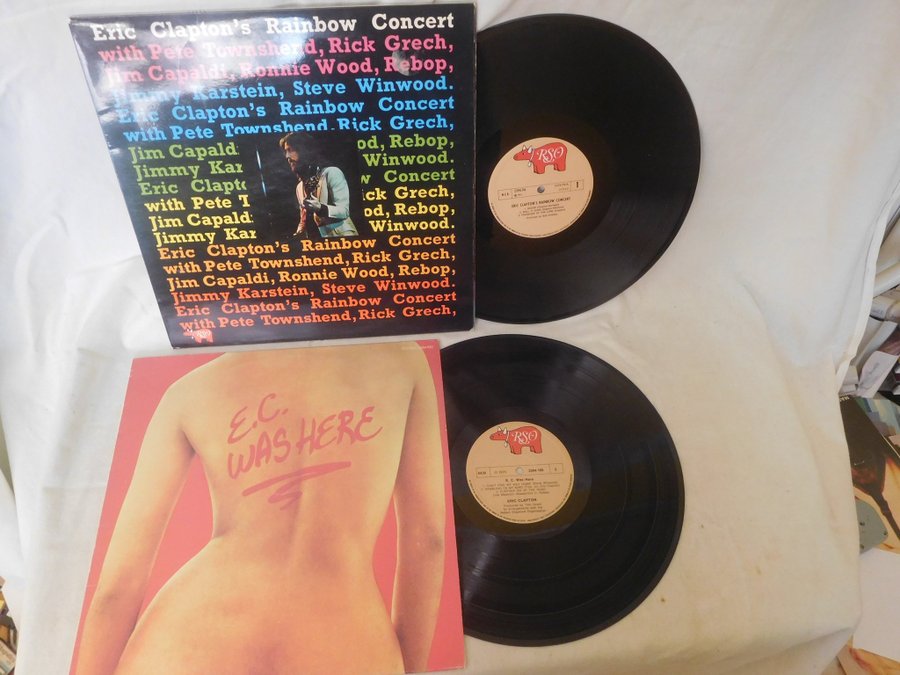 Eric Clapton's Rainbow Concert
with Pete Townshend, Rick Grech,
Jim Capaldi, Ronnie Wood, Rebop,
Jimmy Karstein, Steve Winwood.
Eric Clapton's Rainbow Concert
with Pete Townshend, Rick Grech,
Jim Capald od, Rebop,
Jimmy Kar Winwood.
Eric Clapto Concert
with Pete T ick Grech,
Jim Capald od, Rebop,
Jimmy Kar Winwood.
Eric Clapton's Rainbow Concert
with Pete Townshend, Rick Grech,
Jim Capaldi, Ronnie Wood, Rebop,
Jimmy Karstein, Steve Winwood.
Eric Clapton's Rainbow Concert
with Pete Townshend, Rick Grech,
RSO
1
ERIC CLAPTON'S RAINBOW CONCERT
E.C.
WAS HERE
RSO
E. C. Was Here
ERIC CLAPTON